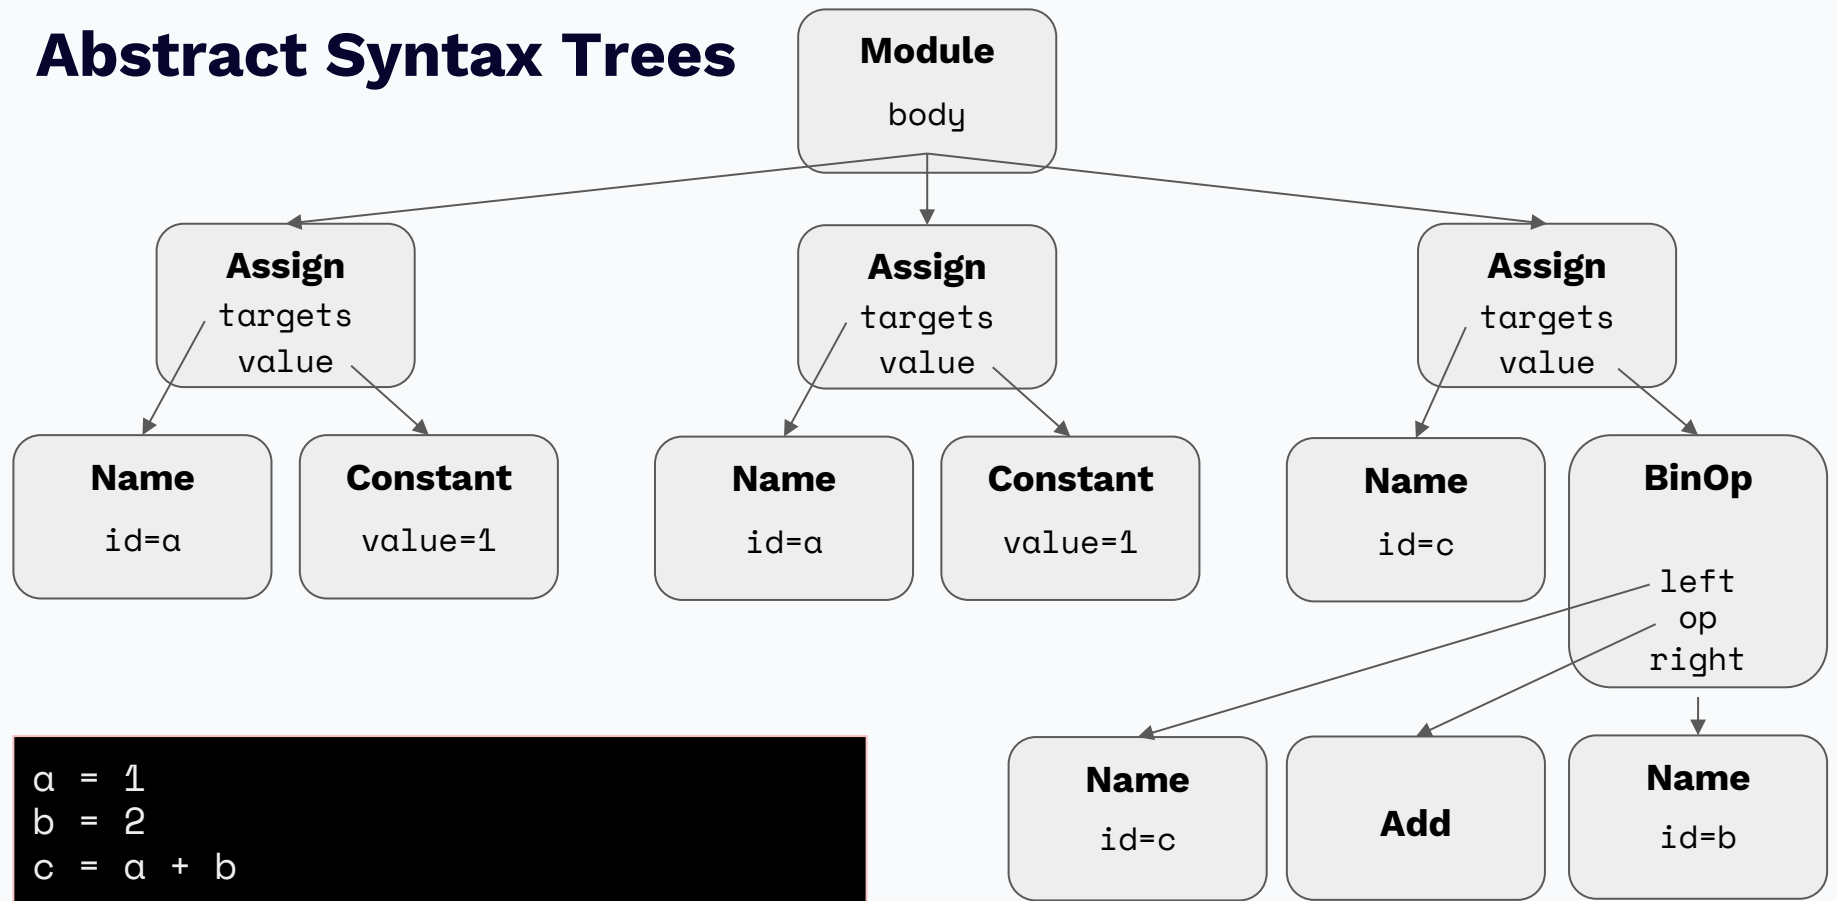 Abstract Syntax Trees
Module
body
Assign
targets
value
Assign
targets
value
Assign
targets
value
Name
id=a
Constant
value=1
Name
id=a
Constant
value=1
Name
id=c
BinOp
left
op
right
Name
id=c
Add
Name
id=b
a = 1
b = 2
c = a + b